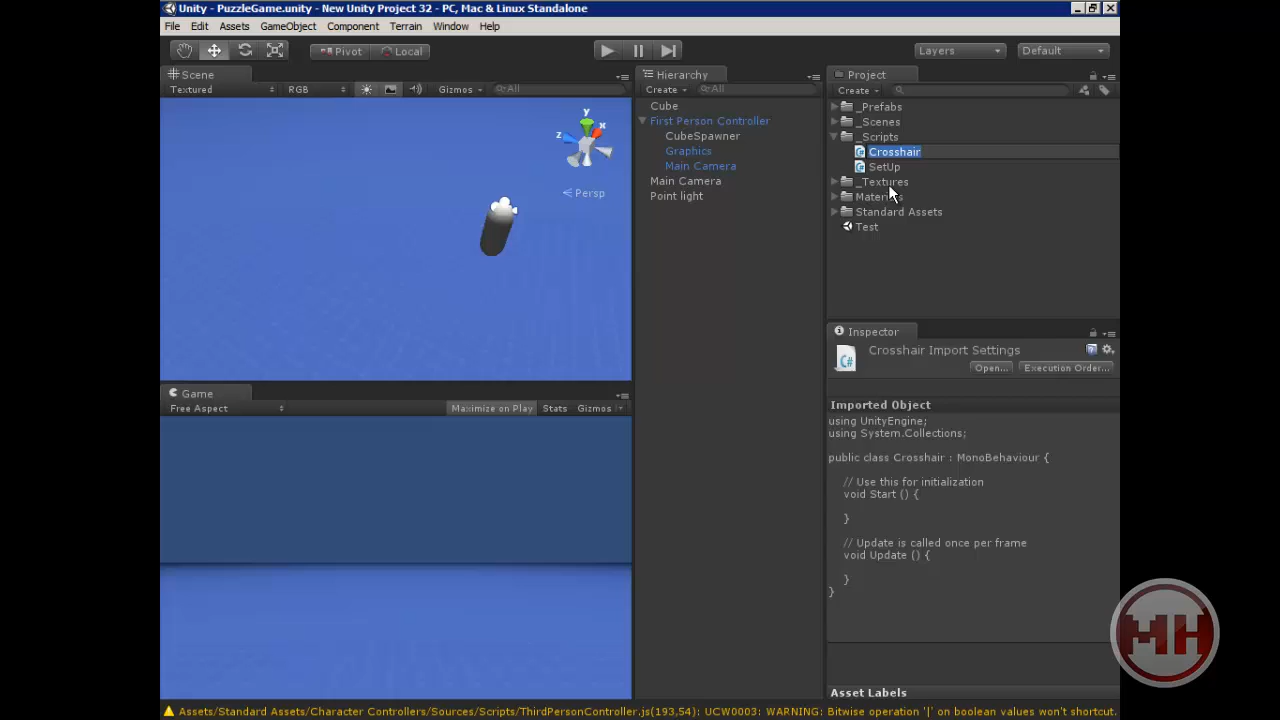 Unity - PuzzleGame.unity - New Unity Project 32 - PC, Mac & Linux Standalone
File Edit Assets GameObject Component Terrain Window Help
Pivot Local Layers Default
Scene
Textured RGB Gizmos All
Persp
y
x
z
Game
Free Aspect Maximize on Play Stats Gizmos
Hierarchy
Create All
Cube
First Person Controller
CubeSpawner
Graphics
Main Camera
Main Camera
Point light
Project
Create
_Prefabs
_Scenes
_Scripts
Crosshair
SetUp
_Textures
Standard Assets
Test
Inspector
C#
Crosshair Import Settings
Open... Execution Order...
Imported Object
using UnityEngine;
using System.Collections;
public class Crosshair : MonoBehaviour {
// Use this for initialization
void Start () {
}
// Update is called once per frame
void Update () {
}
}
Asset Labels
MH
Assets/Standard Assets/Character Controllers/Sources/Scripts/ThirdPersonController.js(193,54): UCW0003: WARNING: Bitwise operation '|' on boolean values won't shortcut.